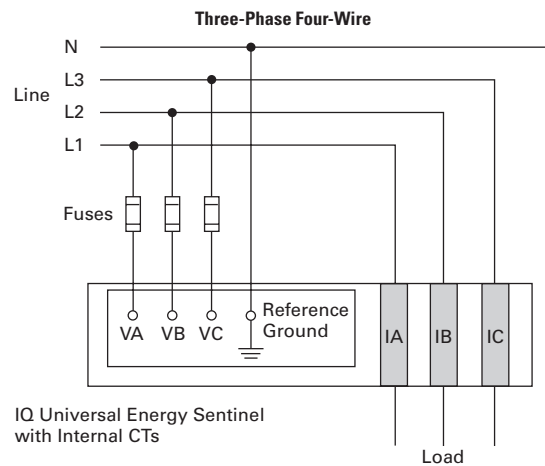 Three-Phase Four-Wire
N
L3
Line
L2
L1
Fuses
VA VB VC
Reference
Ground
IA IB IC
IQ Universal Energy Sentinel
with Internal CTs
Load